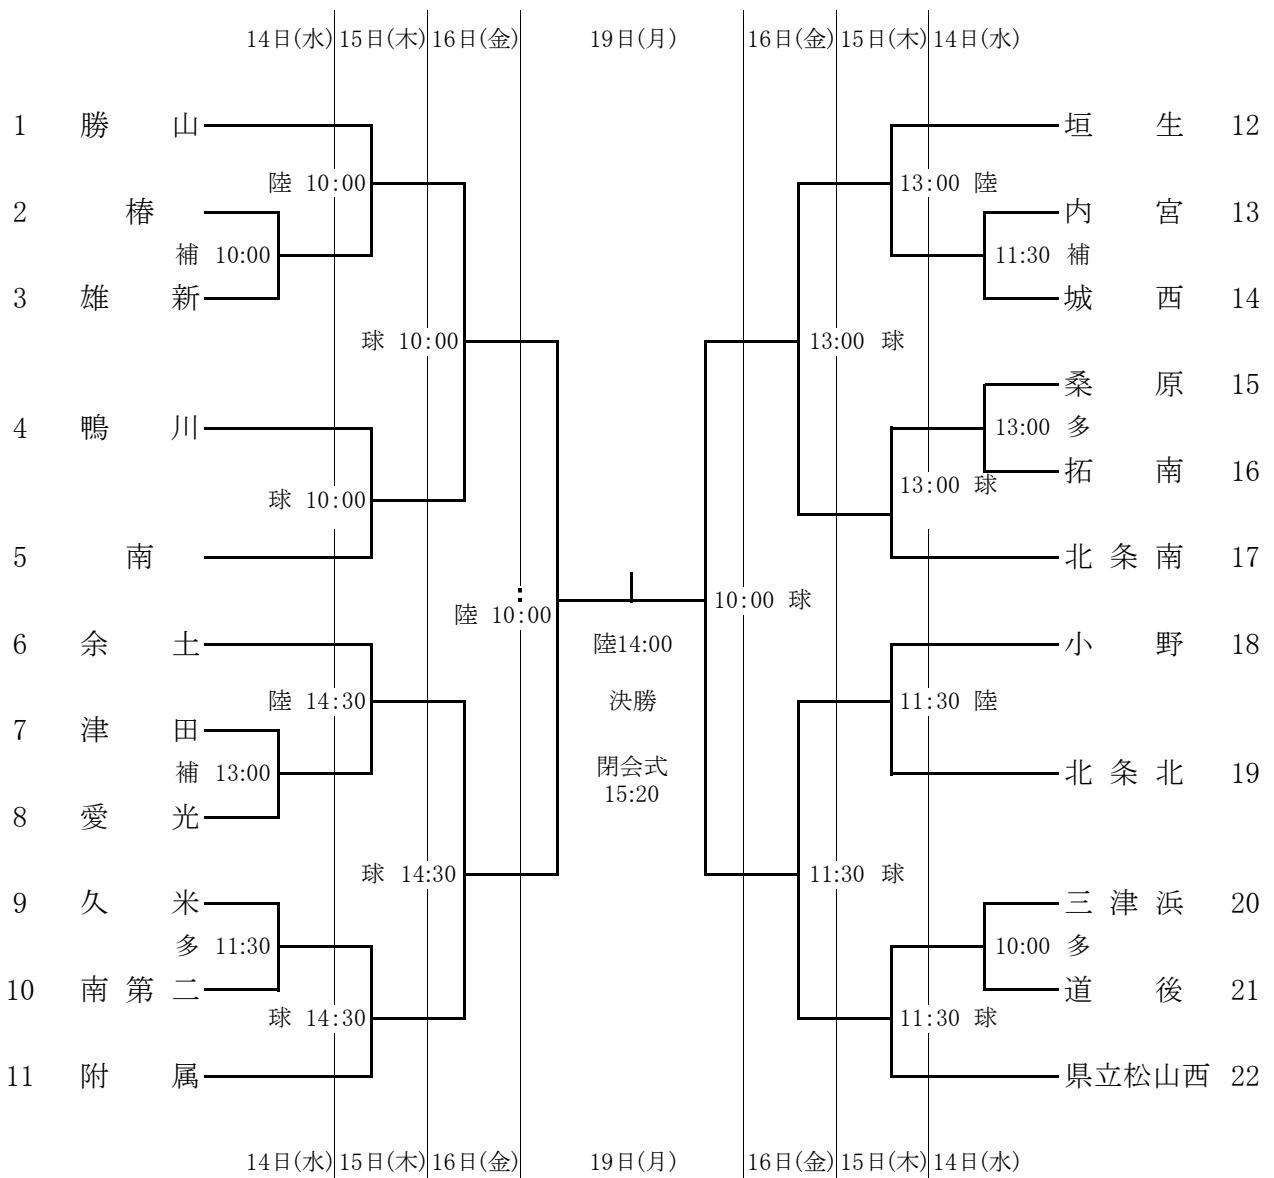 14日(水) 15日(木) 16日(金) 19日(月) 16日(金) 15日(木) 14日(水)
1 勝山 垣生 12
陸 10:00 13:00 陸
2 椿 内宮 13
補 10:00 11:30 補
3 雄新 城西 14
球 10:00 13:00 球
桑原 15
4 鴨川 13:00 多
拓南 16
球 10:00 13:00 球
5 南 北条南 17
陸 10:00 10:00 球
6 余土 陸14:00 小野 18
陸 14:30 決勝 11:30 陸
7 津田
補 13:00 閉会式 北条北 19
15:20
8 愛光
球 14:30 11:30 球
9 久米 三津浜 20
多 11:30 10:00 多
10 南第二 道後 21
球 14:30 11:30 球
11 附属 県立松山西 22
14日(水) 15日(木) 16日(金) 19日(月) 16日(金) 15日(木) 14日(水)